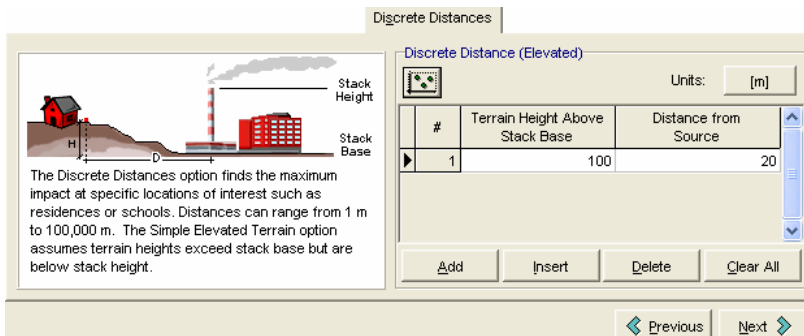 Discrete Distances
Discrete Distance (Elevated)
Units: [m]
Stack
Height
Stack
Base
H
D
The Discrete Distances option finds the maximum
impact at specific locations of interest such as
residences or schools. Distances can range from 1 m
to 100,000 m. The Simple Elevated Terrain option
assumes terrain heights exceed stack base but are
below stack height.
# Terrain Height Above Stack Base Distance from Source
1 100 20
Add Insert Delete Clear All
Previous Next